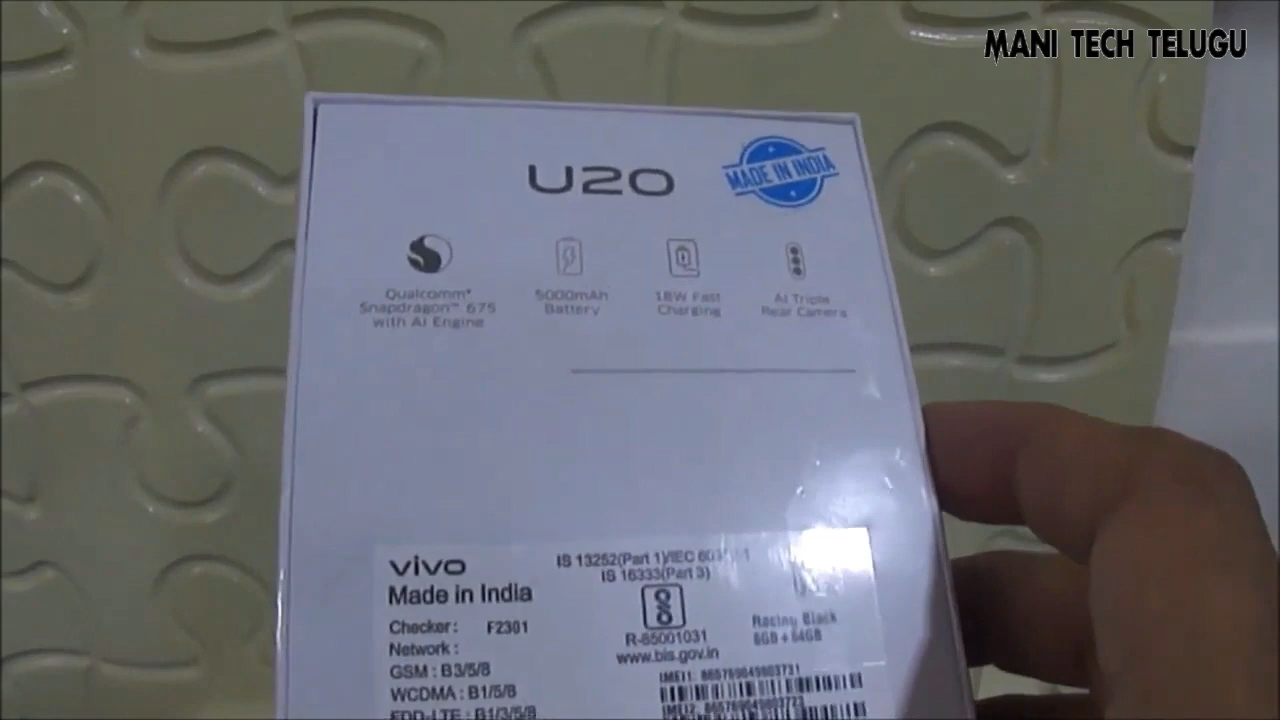 MANI TECH TELUGU
U20
MADE IN INDIA
Qualcomm®
Snapdragon™ 675
with AI Engine
5000mAh
Battery
18W Fast
Charging
AI Triple
Rear Camera
vivo
Made in India
Checker: F2301
Network:
GSM : B3/5/8
WCDMA : B1/5/8
FDD-LTE : B1/3/5/8
IS 13252(Part 1)/IEC
IS 16333(Part 3)
R-85001031
www.bis.gov.in
Racing Black
6GB + 64GB
IMEI1: 865769049803731
IMEI2: 865769049803723